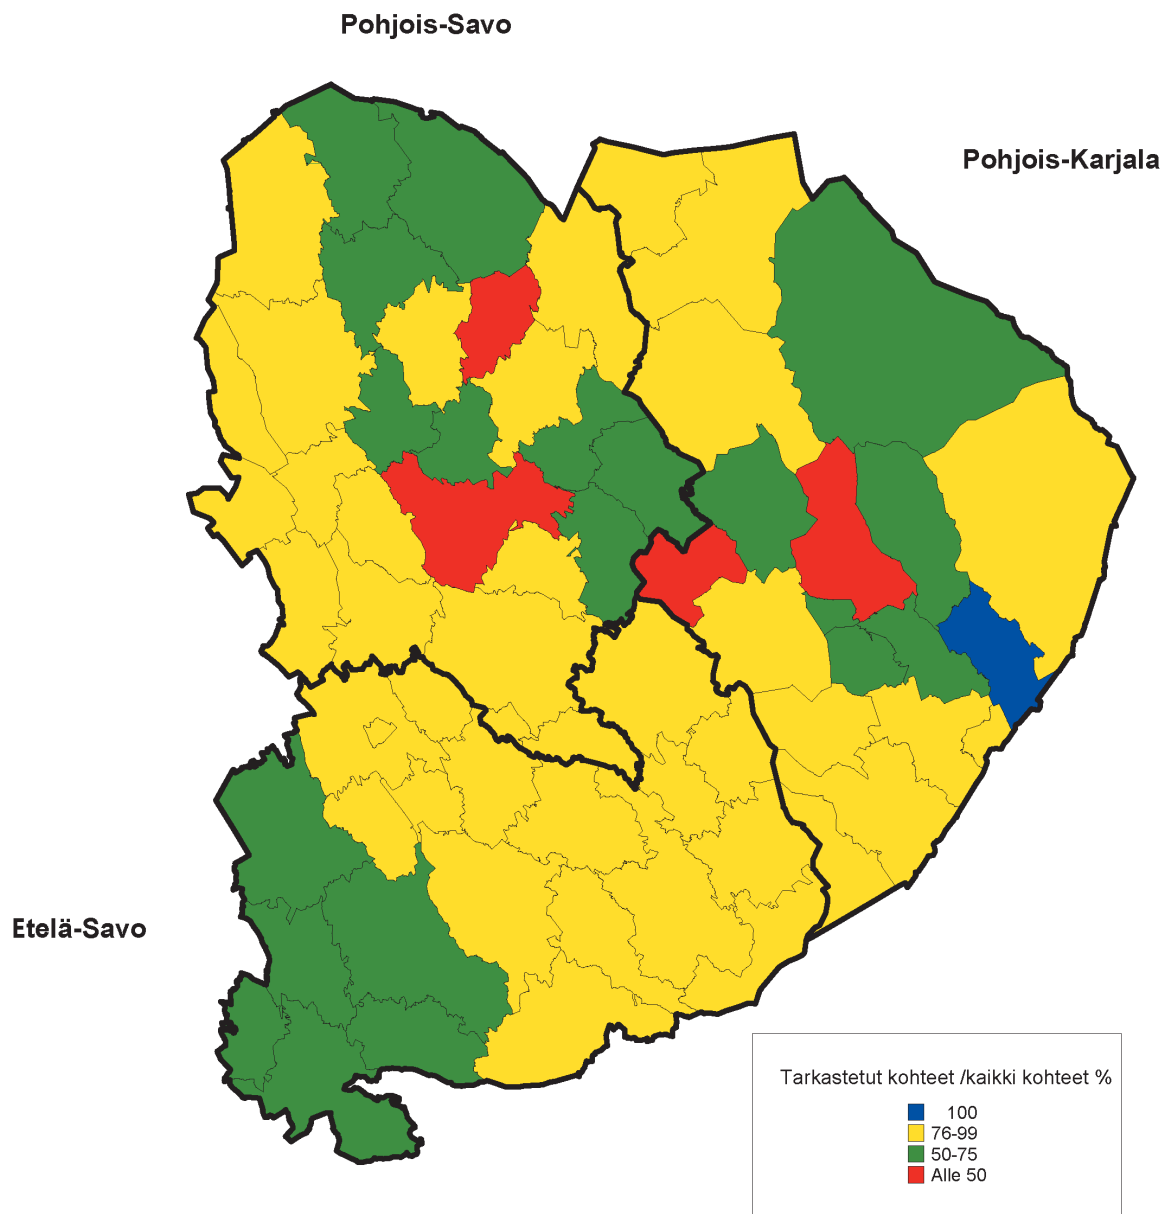 Pohjois-Savo
Pohjois-Karjala
Etelä-Savo
Tarkastetut kohteet /kaikki kohteet %
100
76-99
50-75
Alle 50